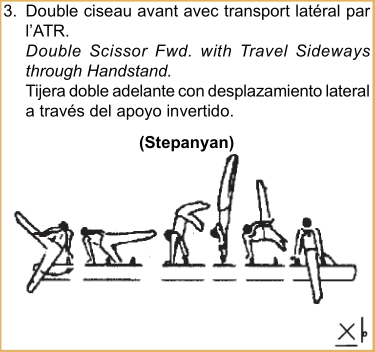 3. Double ciseau avant avec transport latéral par
l'ATR.
Double Scissor Fwd. with Travel Sideways
through Handstand.
Tijera doble adelante con desplazamiento lateral
a través del apoyo invertido.
(Stepanyan)